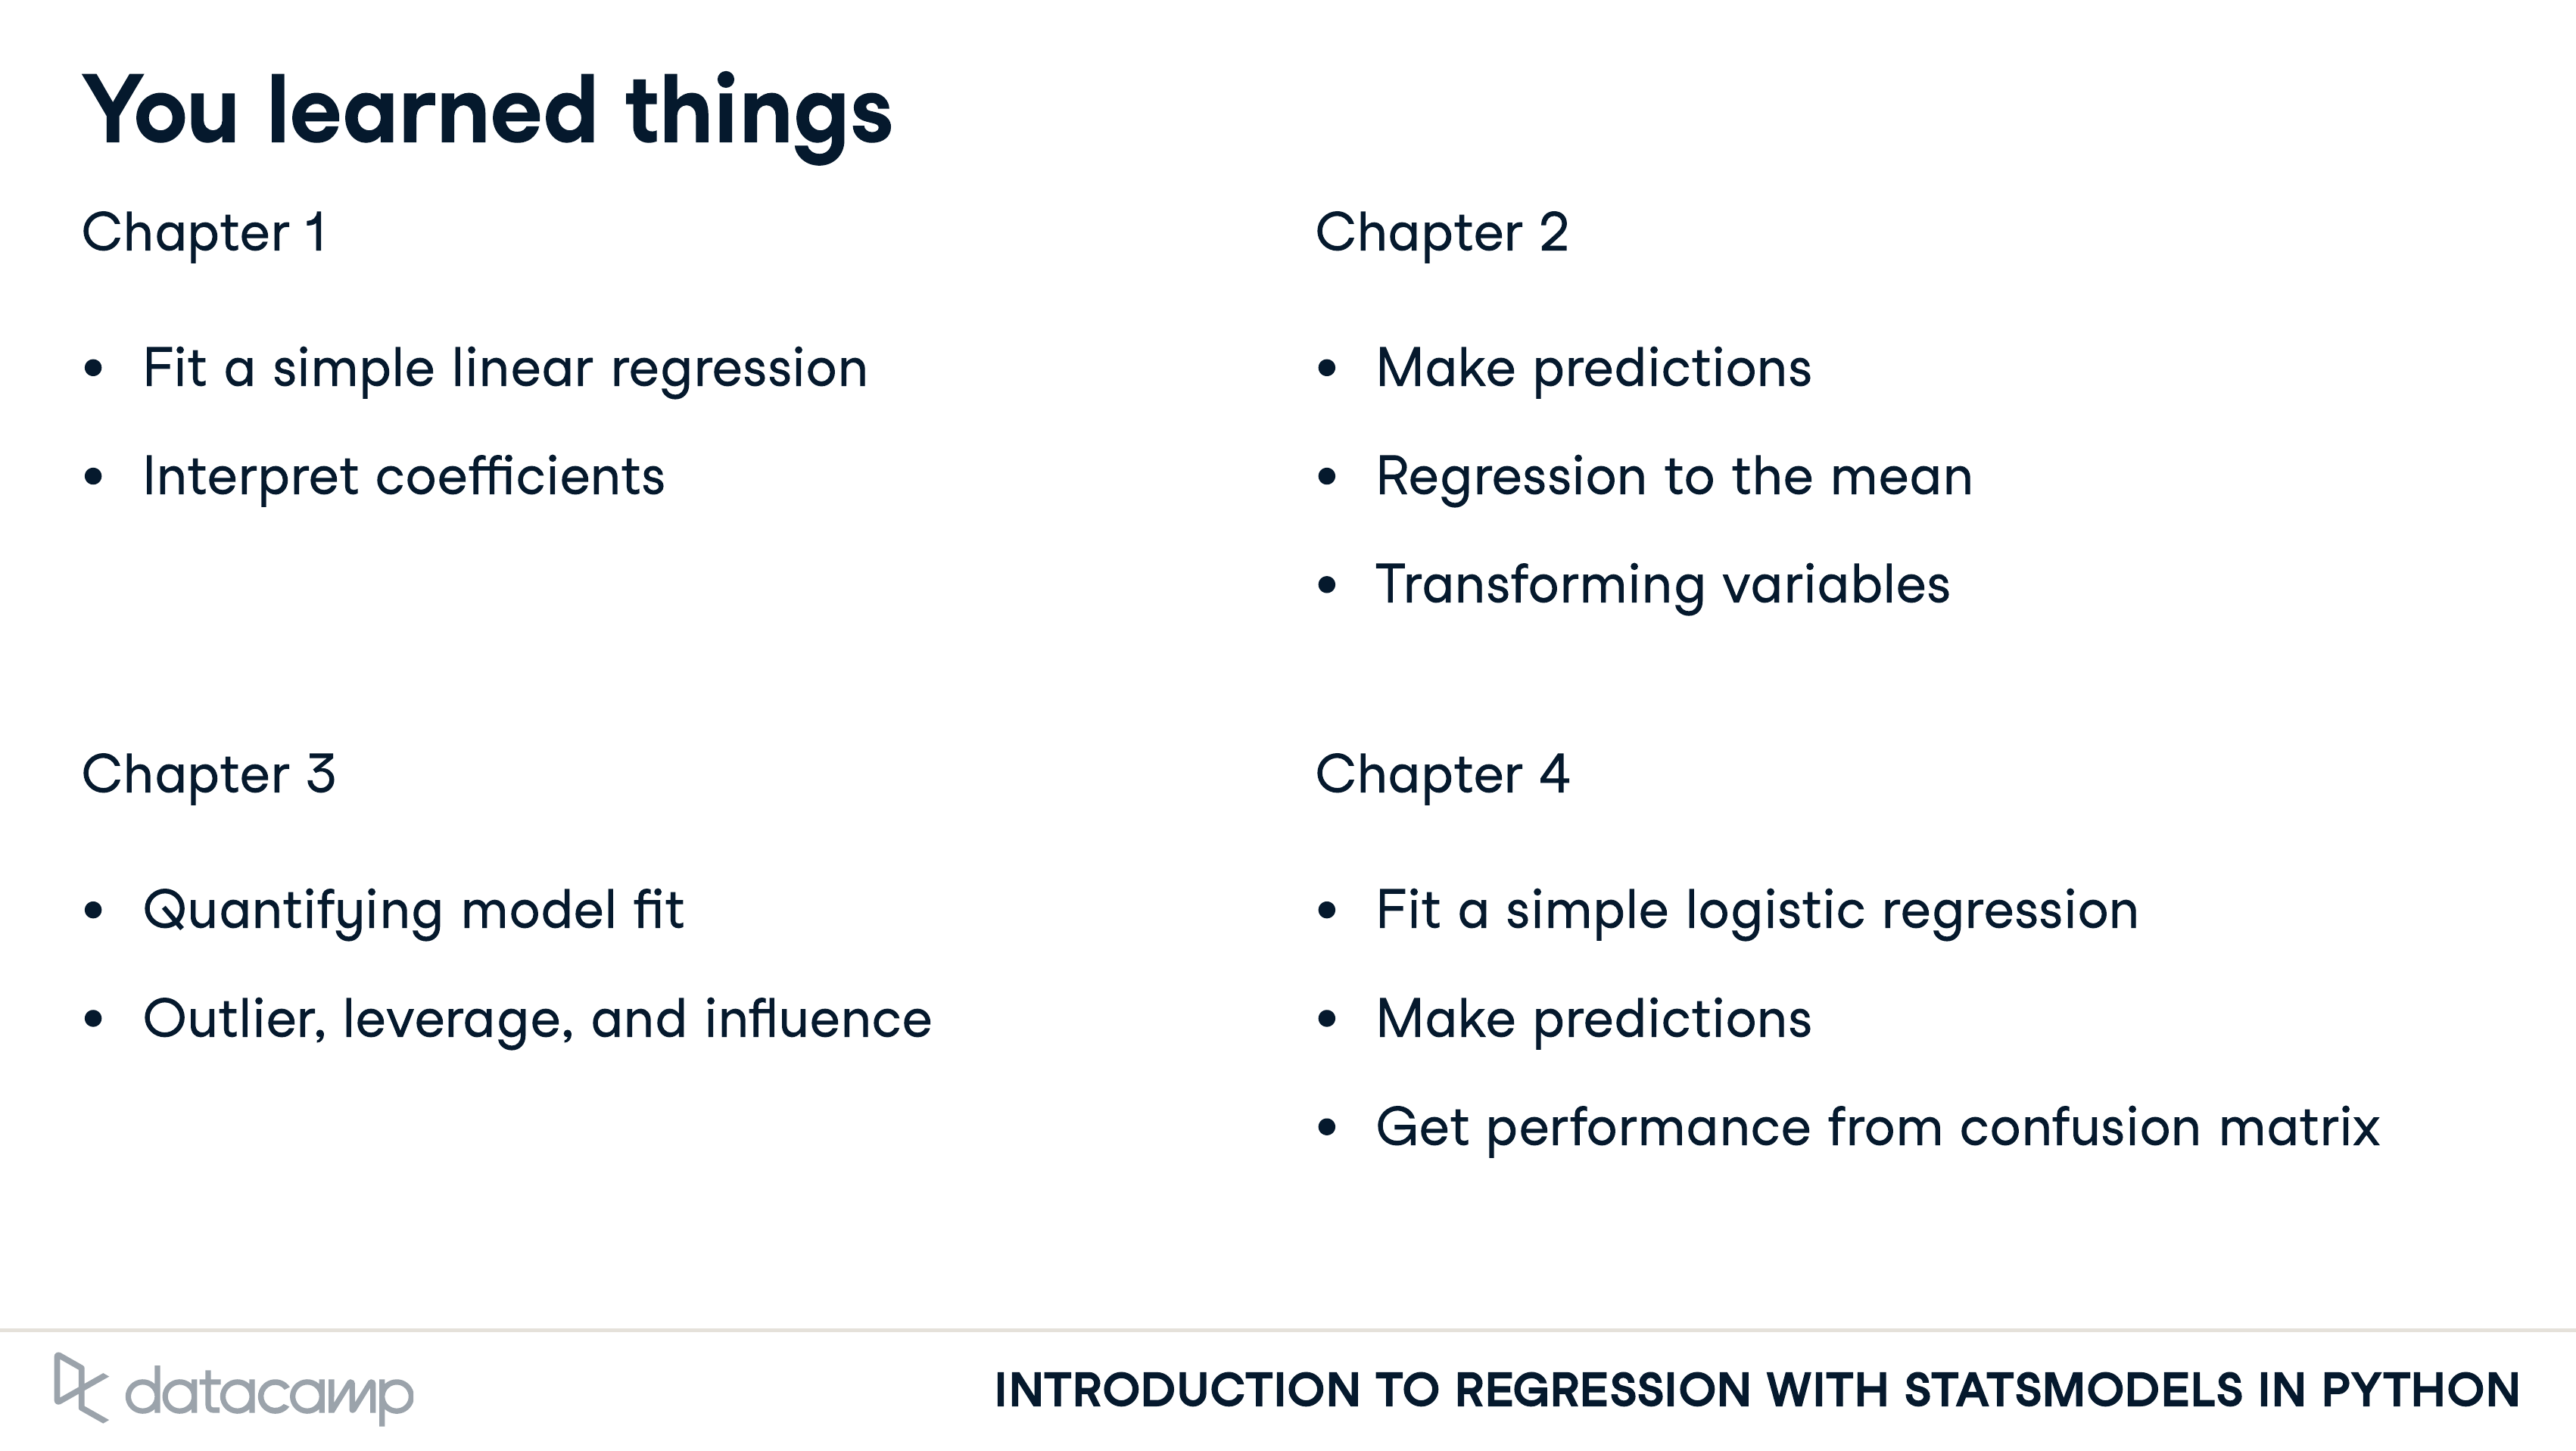 You learned things
Chapter 1
• Fit a simple linear regression
• Interpret coefficients
Chapter 2
• Make predictions
• Regression to the mean
• Transforming variables
Chapter 3
• Quantifying model fit
• Outlier, leverage, and influence
Chapter 4
• Fit a simple logistic regression
• Make predictions
• Get performance from confusion matrix
datacamp
INTRODUCTION TO REGRESSION WITH STATSMODELS IN PYTHON